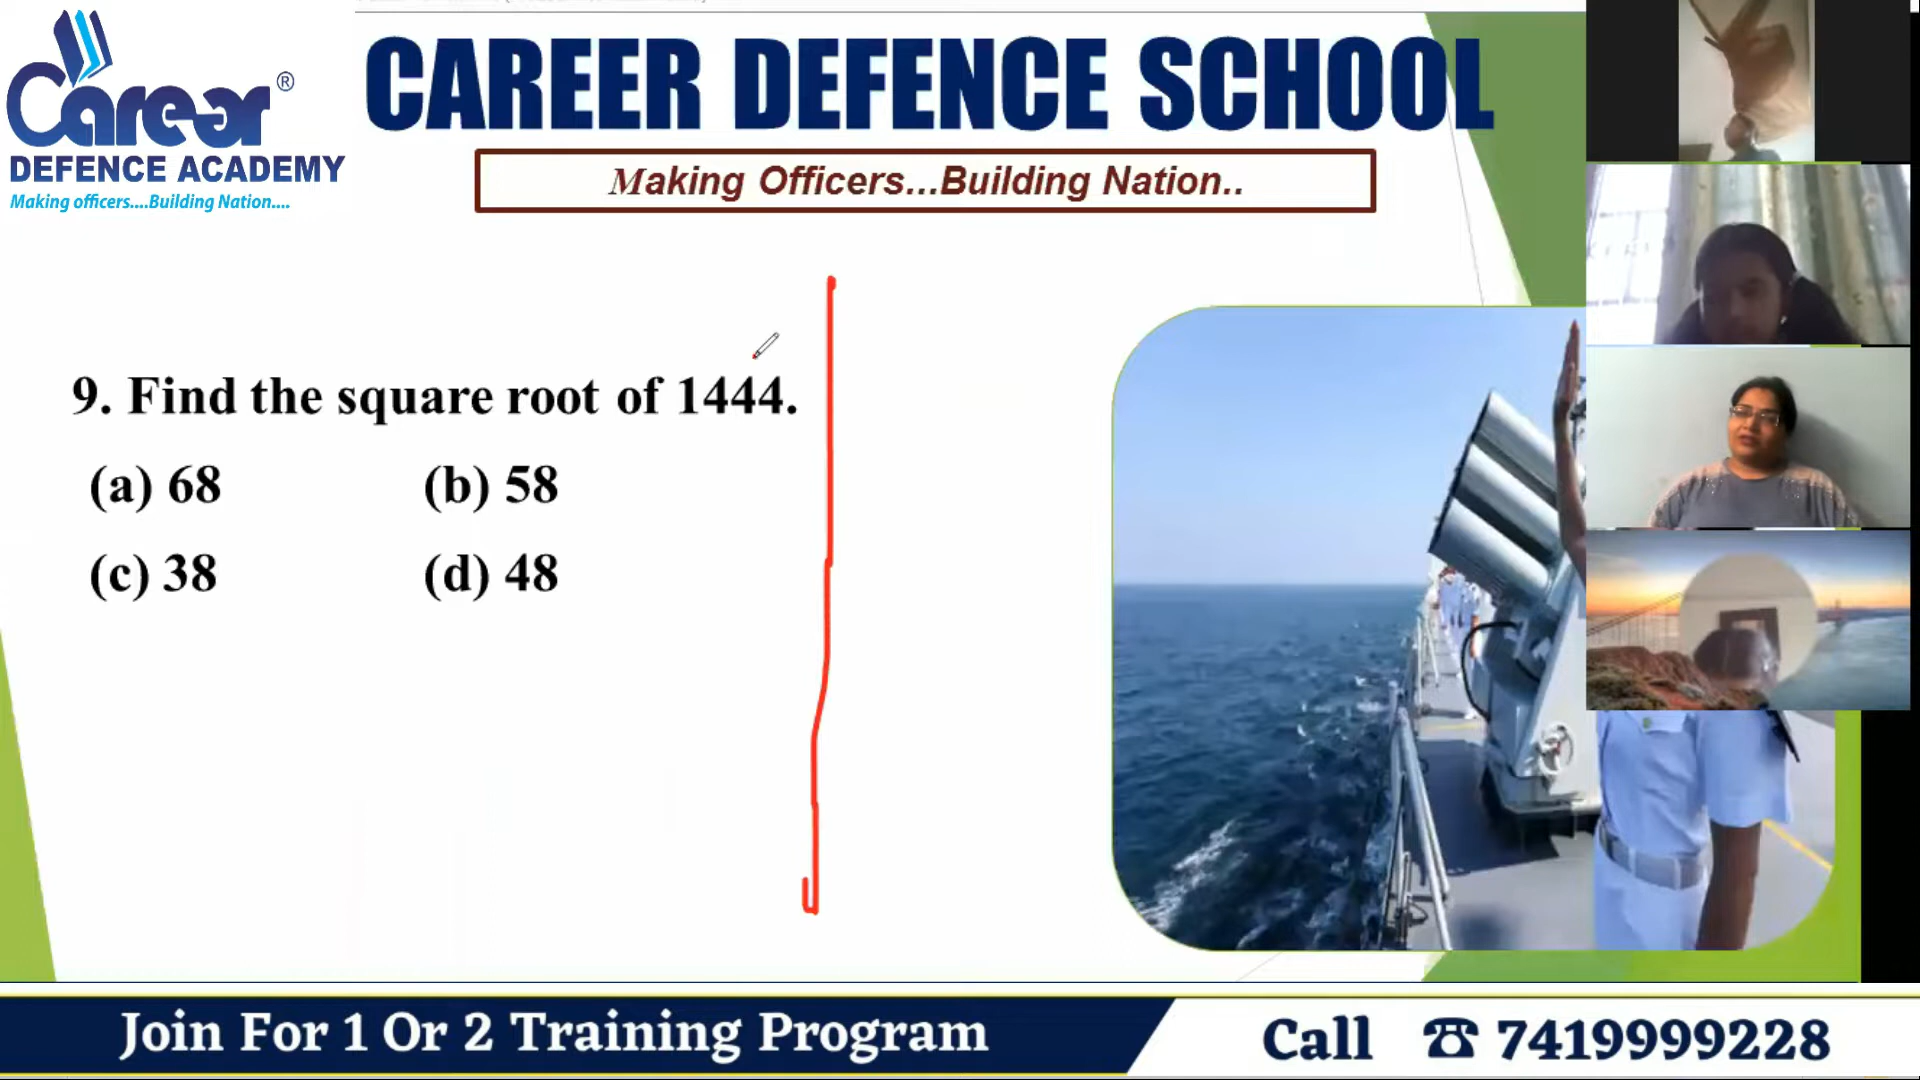 Career ®
DEFENCE ACADEMY
Making officers....Building Nation....
CAREER DEFENCE SCHOOL
Making Officers...Building Nation..
9. Find the square root of 1444.
(a) 68 (b) 58
(c) 38 (d) 48
Join For 1 Or 2 Training Program
Call ☎ 7419999228